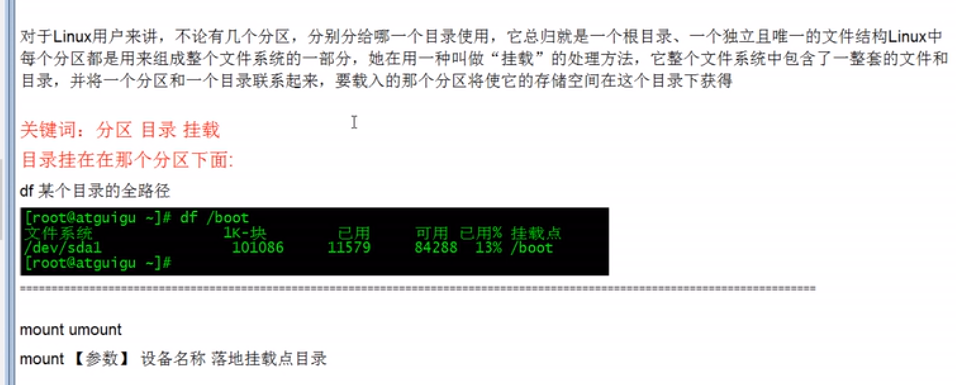 对于Linux用户来讲，不论有几个分区，分别分给哪一个目录使用，它总归就是一个根目录、一个独立且唯一的文件结构Linux中
每个分区都是用来组成整个文件系统的一部分，她在用一种叫做“挂载”的处理方法，它整个文件系统中包含了一整套的文件和
目录，并将一个分区和一个目录联系起来，要载入的那个分区将使它的存储空间在这个目录下获得
关键词：分区 目录 挂载
目录挂在在那个分区下面:
df 某个目录的全路径
[root@atguigu ~]# df /boot
文件系统 1K-块 已用 可用 已用% 挂载点
/dev/sda1 101086 11579 84288 13% /boot
[root@atguigu ~]#
==================================================================================================
mount umount
mount 【参数】 设备名称 落地挂载点目录